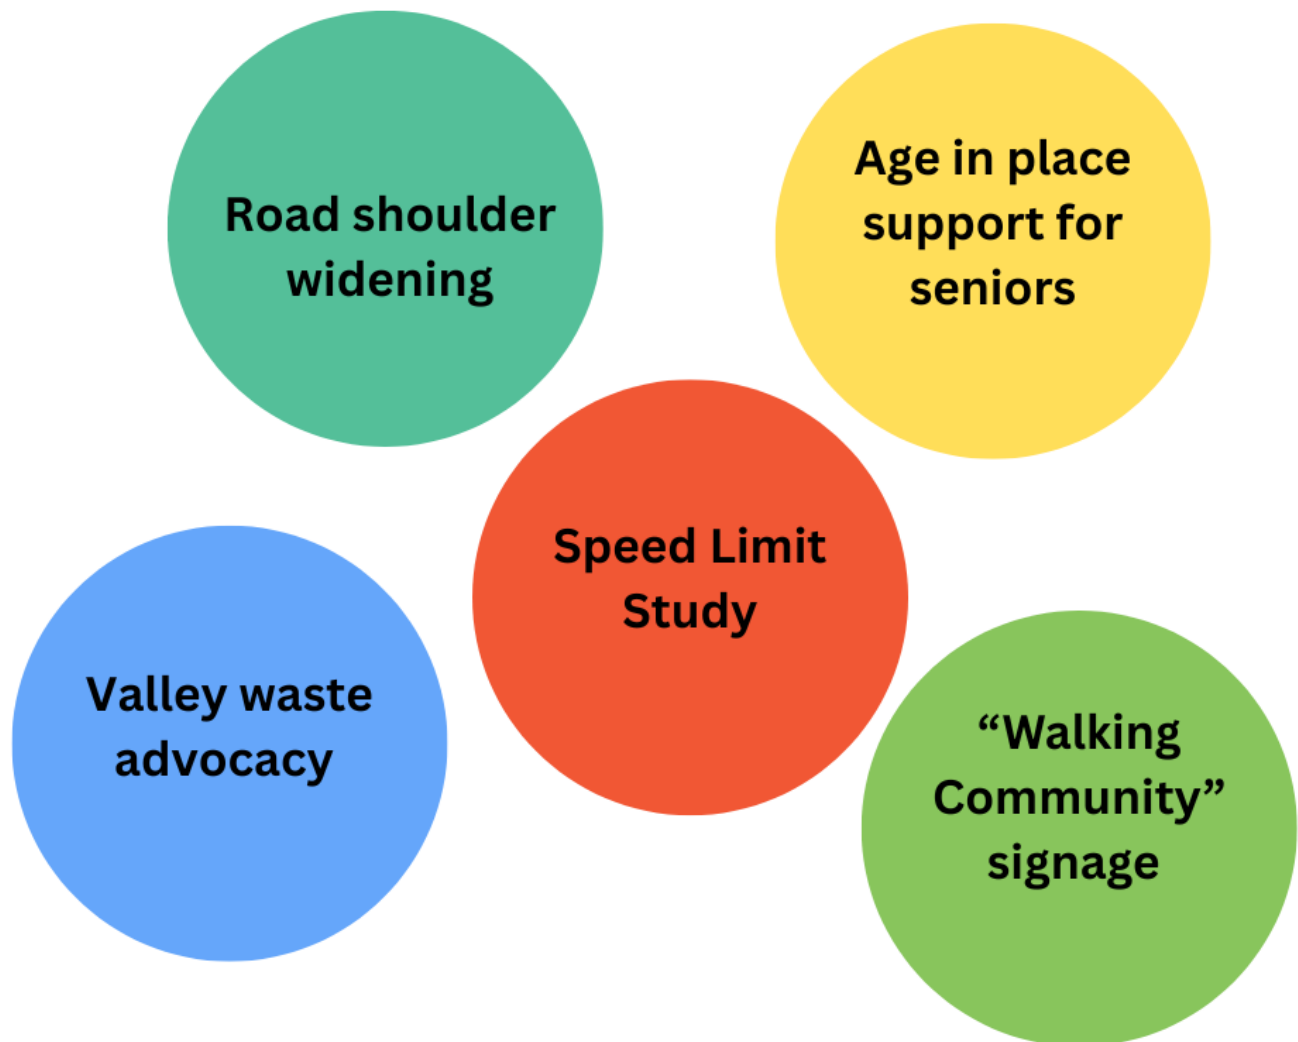 Road shoulder
widening
Age in place
support for
seniors
Speed Limit
Study
Valley waste
advocacy
“Walking
Community”
signage